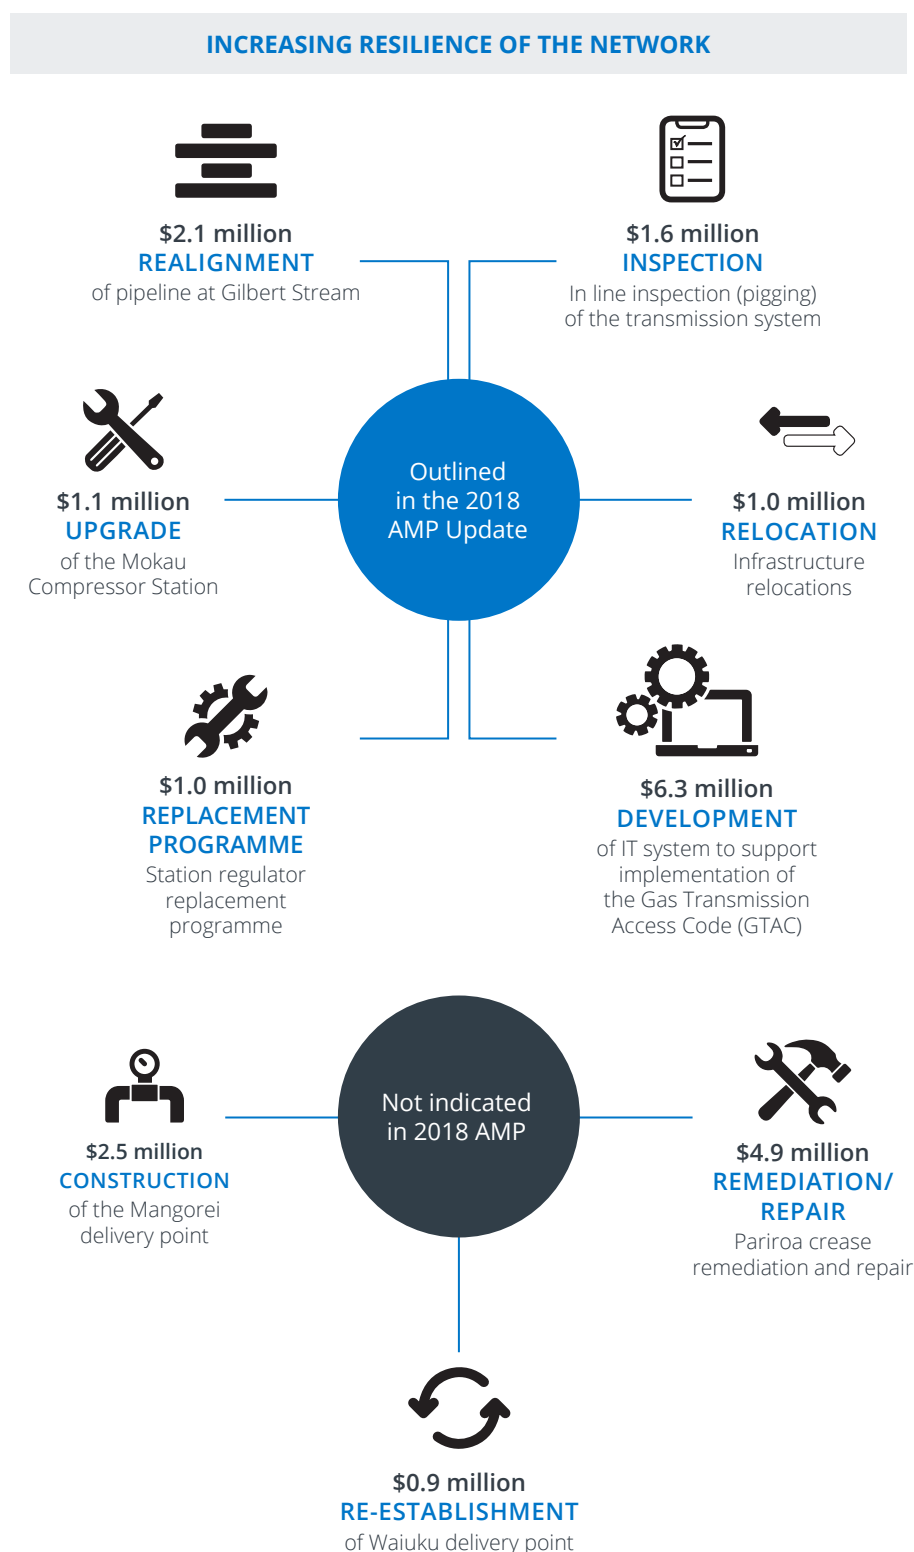 INCREASING RESILIENCE OF THE NETWORK
$2.1 million
REALIGNMENT
of pipeline at Gilbert Stream
$1.6 million
INSPECTION
In line inspection (pigging)
of the transmission system
Outlined
in the 2018
AMP Update
$1.1 million
UPGRADE
of the Mokau
Compressor Station
$1.0 million
RELOCATION
Infrastructure
relocations
$1.0 million
REPLACEMENT
PROGRAMME
Station regulator
replacement
programme
$6.3 million
DEVELOPMENT
of IT system to support
implementation of
the Gas Transmission
Access Code (GTAC)
Not indicated
in 2018 AMP
$2.5 million
CONSTRUCTION
of the Mangorei
delivery point
$4.9 million
REMEDIATION/
REPAIR
Pariroa crease
remediation and repair
$0.9 million
RE-ESTABLISHMENT
of Waiuku delivery point